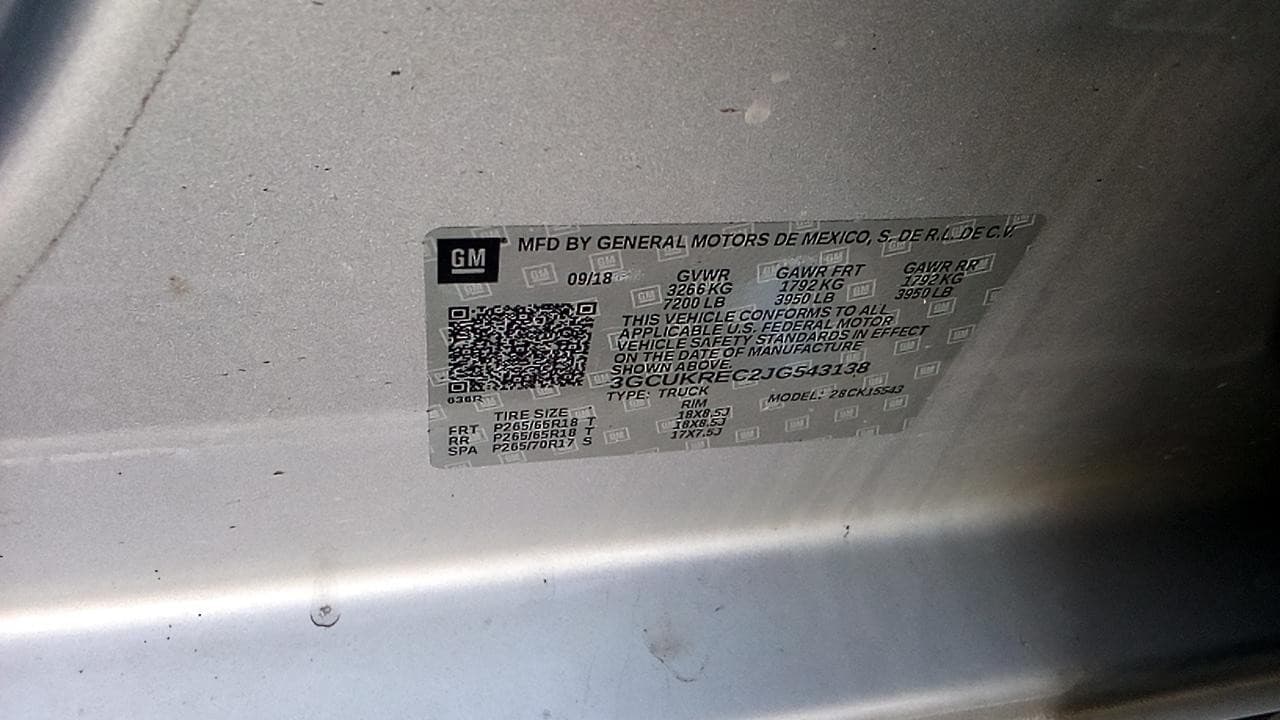 GM MFD BY GENERAL MOTORS DE MEXICO, S. DE R.L. DE C.V.
09/18 GVWR GAWR FRT GAWR RR
3266 KG 1792 KG 1792 KG
7200 LB 3950 LB 3950 LB
THIS VEHICLE CONFORMS TO ALL
APPLICABLE U.S. FEDERAL MOTOR
VEHICLE SAFETY STANDARDS IN EFFECT
ON THE DATE OF MANUFACTURE
SHOWN ABOVE.
3GCUKREC2JG543138
TYPE: TRUCK MODEL: 28CK15543
636R
TIRE SIZE RIM
FRT P265/65R18 T 18X8.5J
RR P265/65R18 T 18X8.5J
SPA P265/70R17 S 17X7.5J